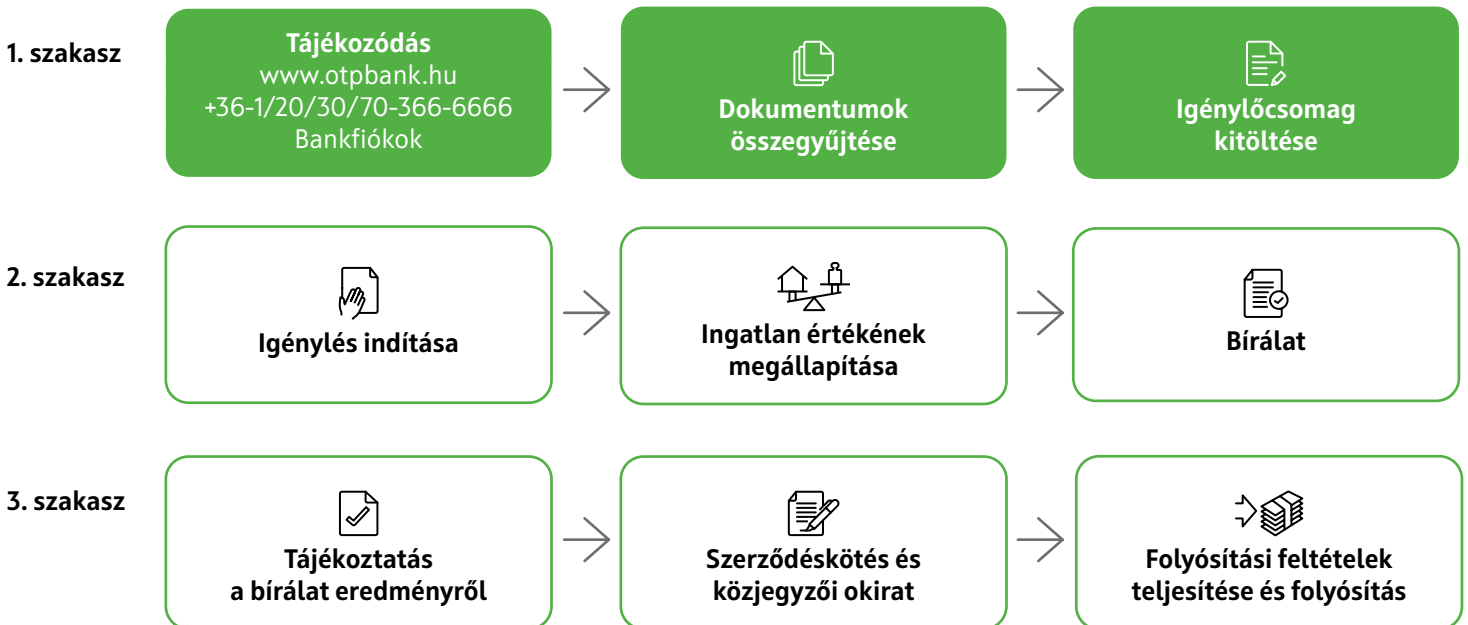 1. szakasz
Tájékozódás
www.otpbank.hu
+36-1/20/30/70-366-6666
Bankfiókok
Dokumentumok
összegyűjtése
Igénylőcsomag
kitöltése
2. szakasz
Igénylés indítása
Ingatlan értékének
megállapítása
Bírálat
3. szakasz
Tájékoztatás
a bírálat eredményről
Szerződéskötés és
közjegyzői okirat
Folyósítási feltételek
teljesítése és folyósítás